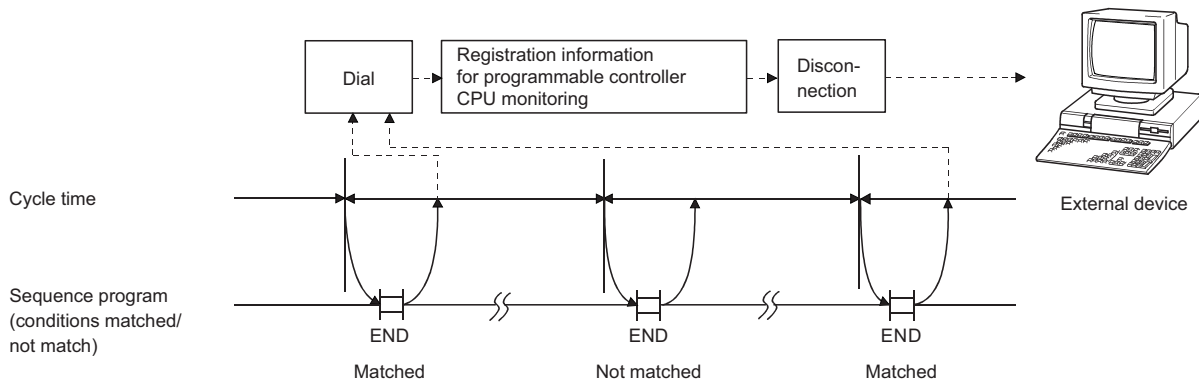 Dial
Registration information
for programmable controller
CPU monitoring
Discon-
nection
External device
Cycle time
Sequence program
(conditions matched/
not match)
END
END
END
Matched
Not matched
Matched